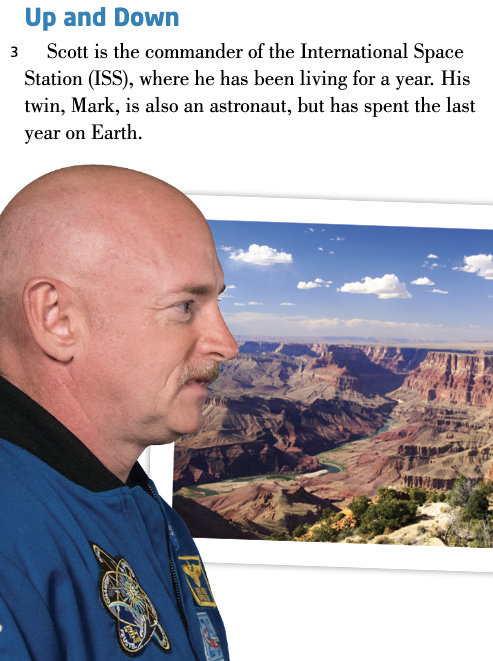 Up and Down
3 Scott is the commander of the International Space
Station (ISS), where he has been living for a year. His
twin, Mark, is also an astronaut, but has spent the last
year on Earth.